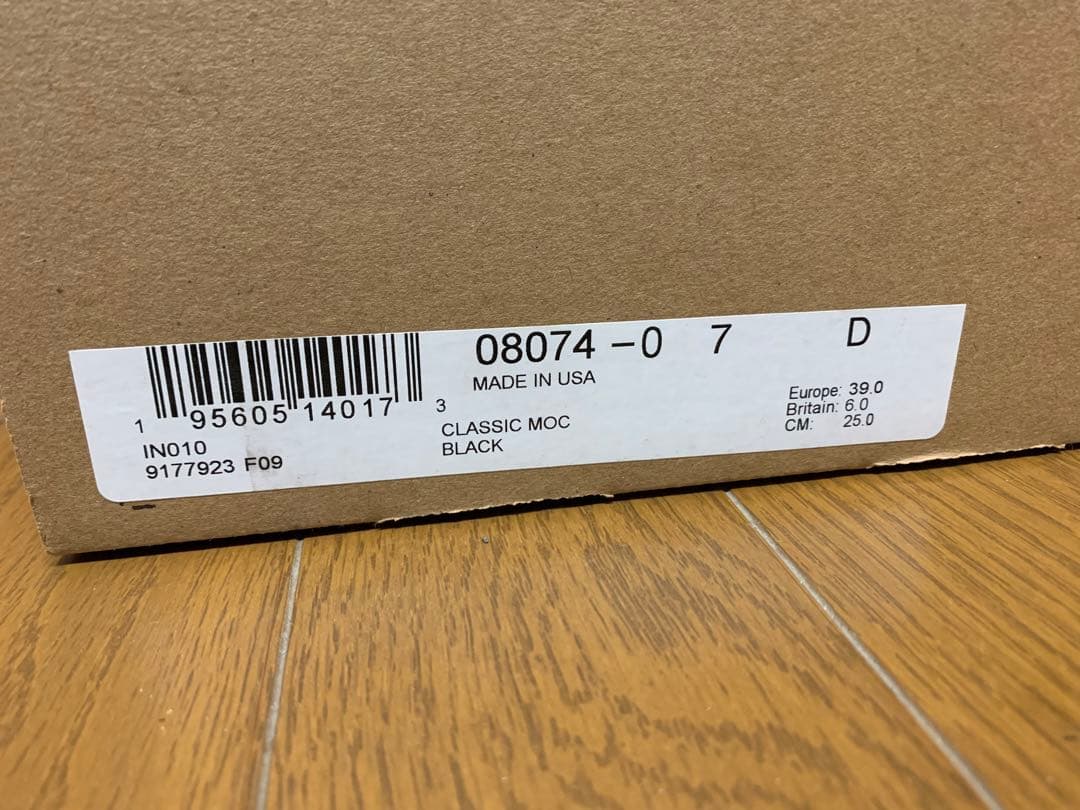 1 95605 14017 3
IN010
9177923 F09
08074 -0 7 D
MADE IN USA
CLASSIC MOC
BLACK
Europe: 39.0
Britain: 6.0
CM: 25.0